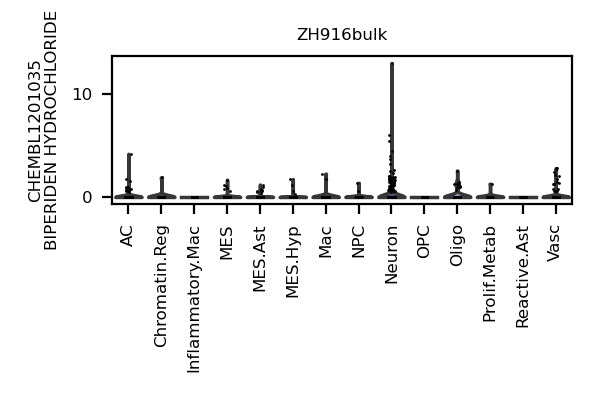 ZH916bulk
CHEMBL1201035
BIPERIDEN HYDROCHLORIDE
10
0
AC
Chromatin.Reg
Inflammatory.Mac
MES
MES.Ast
MES.Hyp
Mac
NPC
Neuron
OPC
Oligo
Prolif.Metab
Reactive.Ast
Vasc